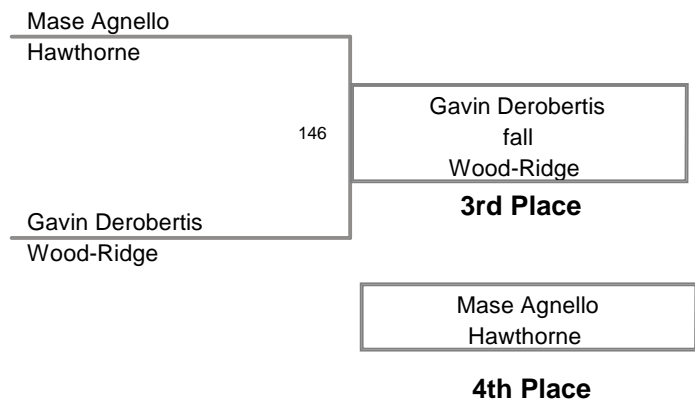 Mase Agnello
Hawthorne
146
Gavin Derobertis
fall
Wood-Ridge
3rd Place
Gavin Derobertis
Wood-Ridge
Mase Agnello
Hawthorne
4th Place